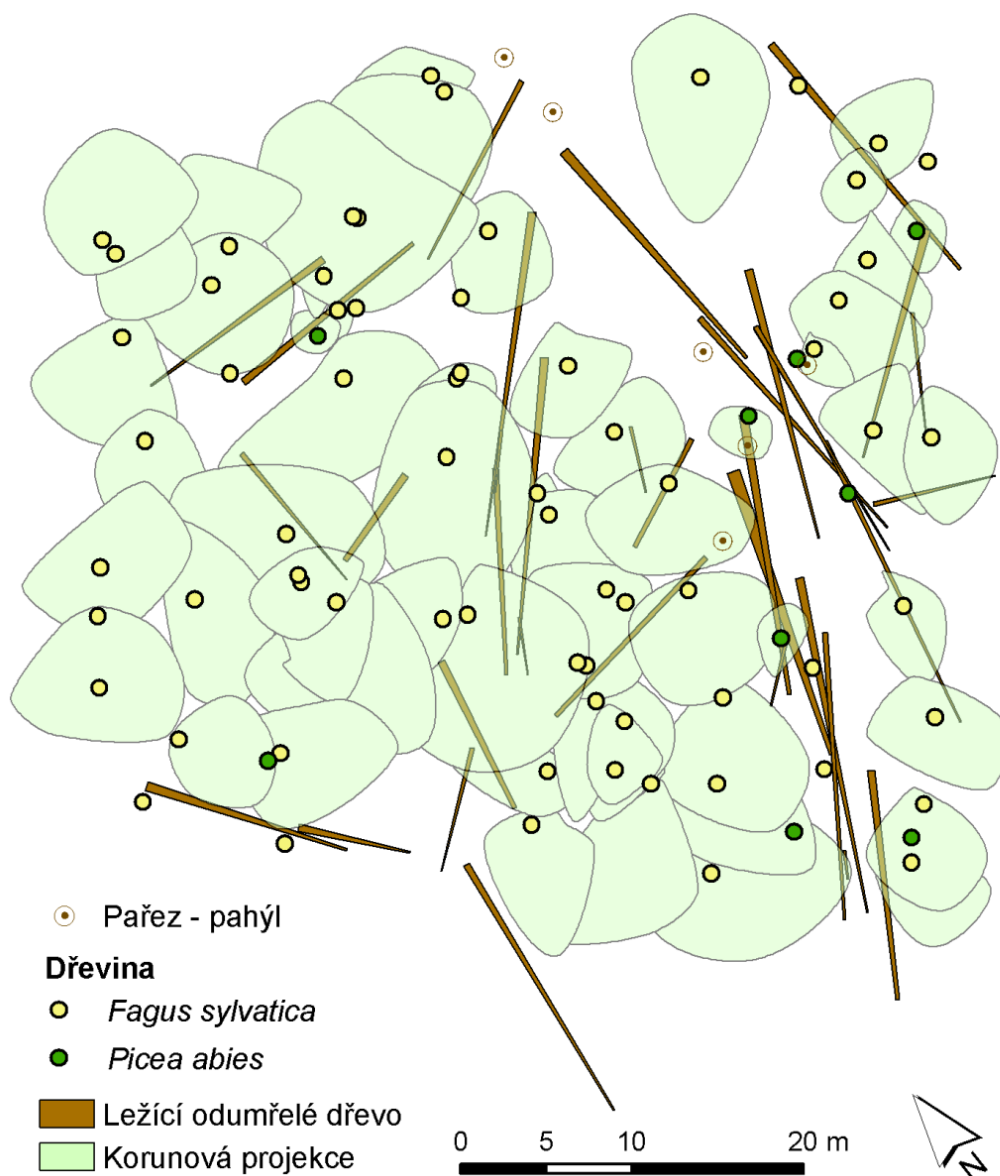 Pařez - pahýl
Dřevina
Fagus sylvatica
Picea abies
Ležící odumřelé dřevo
Korunová projekce
0 5 10 20 m
N